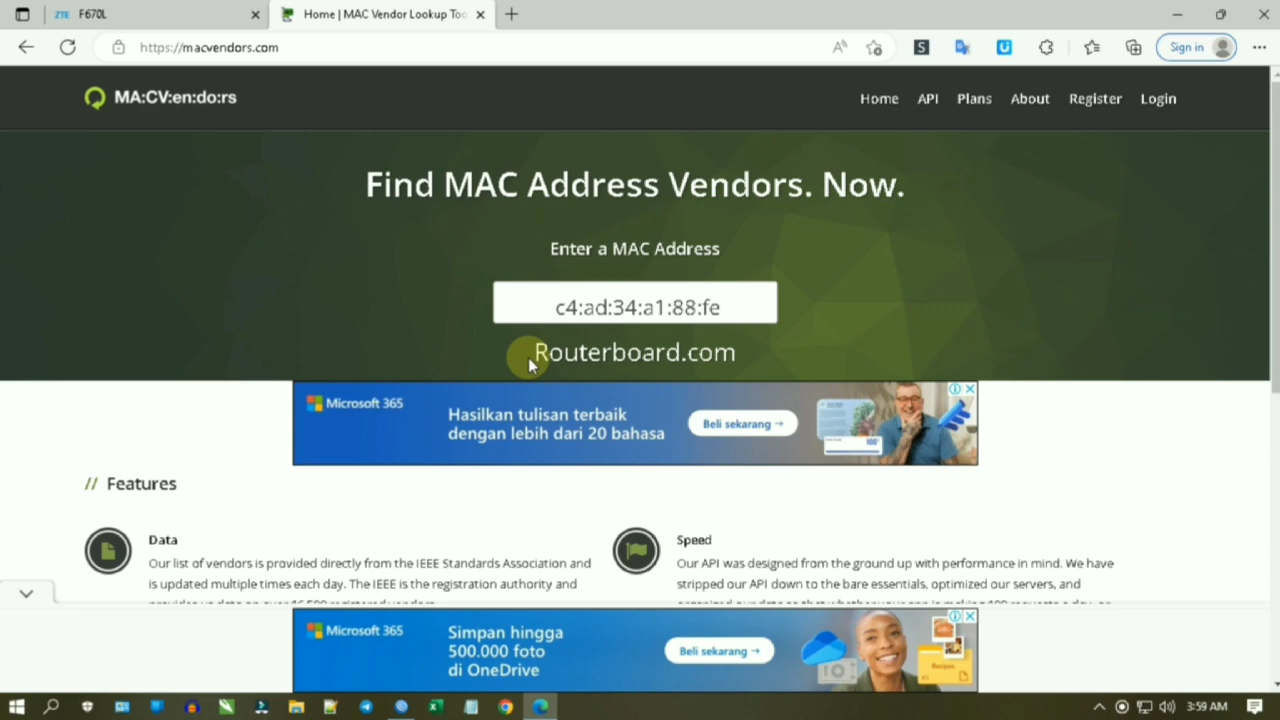 ZTE F670L
Home | MAC Vendor Lookup Too
https://macvendors.com
Sign in
MA:CV:en:do:rs
Home API Plans About Register Login
Find MAC Address Vendors. Now.
Enter a MAC Address
c4:ad:34:a1:88:fe
Routerboard.com
Microsoft 365
Hasilkan tulisan terbaik
dengan lebih dari 20 bahasa
Beli sekarang →
// Features
Data
Our list of vendors is provided directly from the IEEE Standards Association and
is updated multiple times each day. The IEEE is the registration authority and
Speed
Our API was designed from the ground up with performance in mind. We have
stripped our API down to the bare essentials, optimized our servers, and
Microsoft 365
Simpan hingga
500.000 foto
di OneDrive
Beli sekarang →
Recipes
3:59 AM